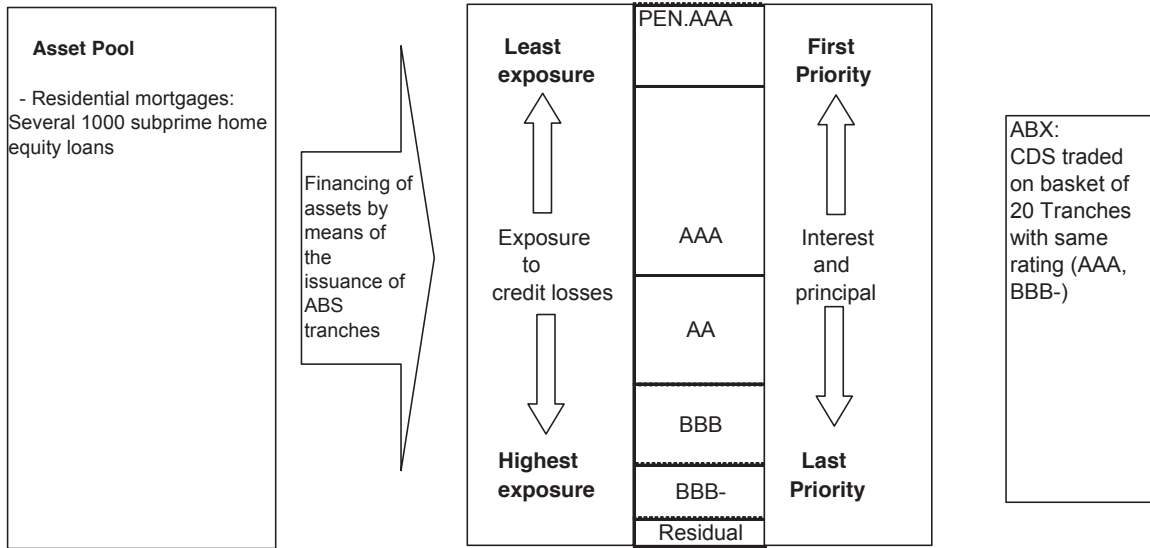 Asset Pool
- Residential mortgages:
Several 1000 subprime home
equity loans
Financing of
assets by
means of
the
issuance of
ABS
tranches
Least
exposure
Exposure
to
credit losses
Highest
exposure
PEN.AAA
AAA
AA
BBB
BBB-
Residual
First
Priority
Interest
and
principal
Last
Priority
ABX:
CDS traded
on basket of
20 Tranches
with same
rating (AAA,
BBB-)